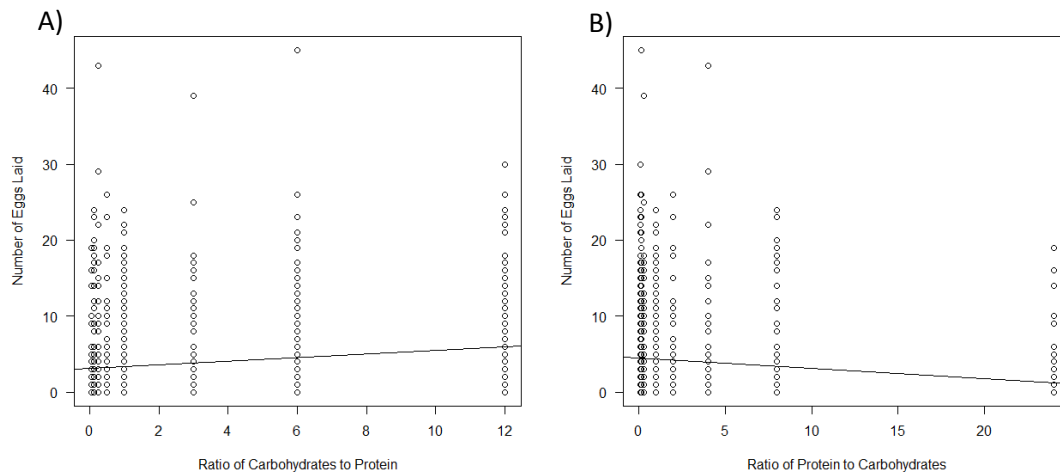 A)
Number of Eggs Laid
40
30
20
10
0
0 2 4 6 8 10 12
Ratio of Carbohydrates to Protein
B)
Number of Eggs Laid
40
30
20
10
0
0 5 10 15 20
Ratio of Protein to Carbohydrates